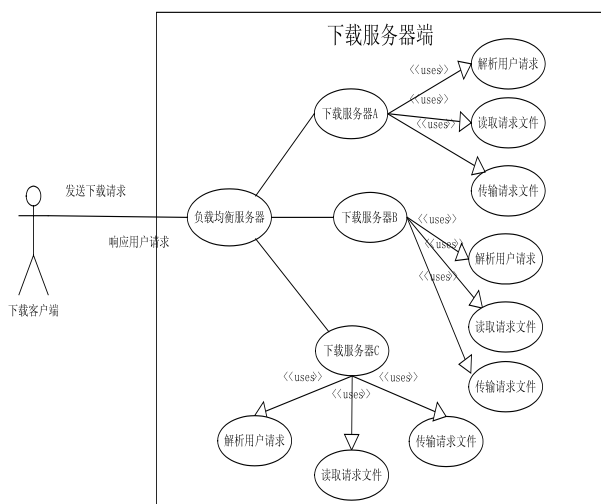 下载服务器端
<<uses>>
解析用户请求
<<uses>>
下载服务器A
<<uses>>
读取请求文件
传输请求文件
发送下载请求
负载均衡服务器
下载服务器B
<<uses>>
响应用户请求
<<uses>>
解析用户请求
<<uses>>
下载客户端
读取请求文件
下载服务器C
<<uses>>
<<uses>>
<<uses>>
传输请求文件
解析用户请求
传输请求文件
读取请求文件